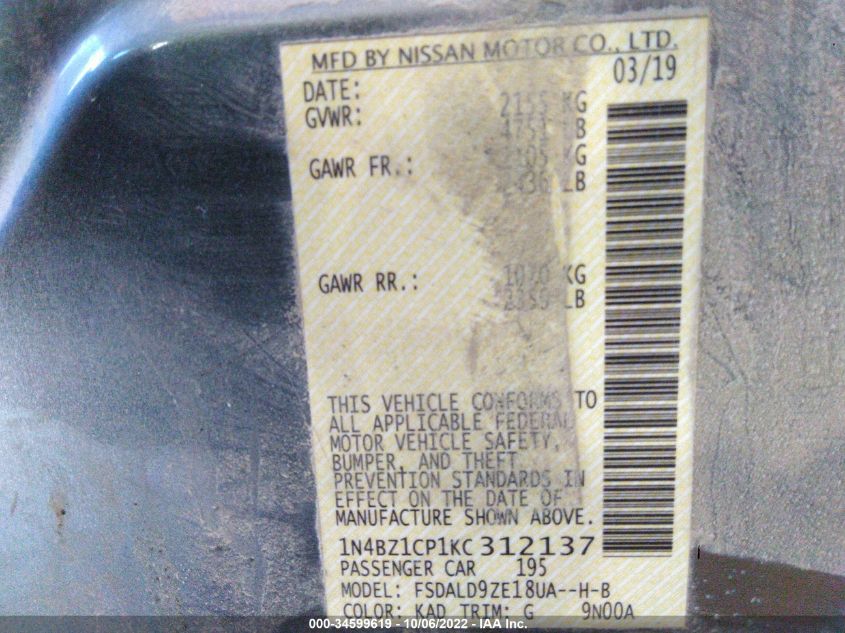 MFD BY NISSAN MOTOR CO., LTD.
DATE: 03/19
GVWR: 2155 KG
4751 LB
GAWR FR.: KG
LB
GAWR RR.: 1070 KG
LB
THIS VEHICLE CONFORMS TO
ALL APPLICABLE FEDERAL
MOTOR VEHICLE SAFETY,
BUMPER, AND THEFT
PREVENTION STANDARDS IN
EFFECT ON THE DATE OF
MANUFACTURE SHOWN ABOVE.
1N4BZ1CP1KC312137
PASSENGER CAR 195
MODEL: FSDALD9ZE18UA--H-B
COLOR: KAD TRIM: G 9N00A
000-34599619 - 10/06/2022 - IAA Inc.